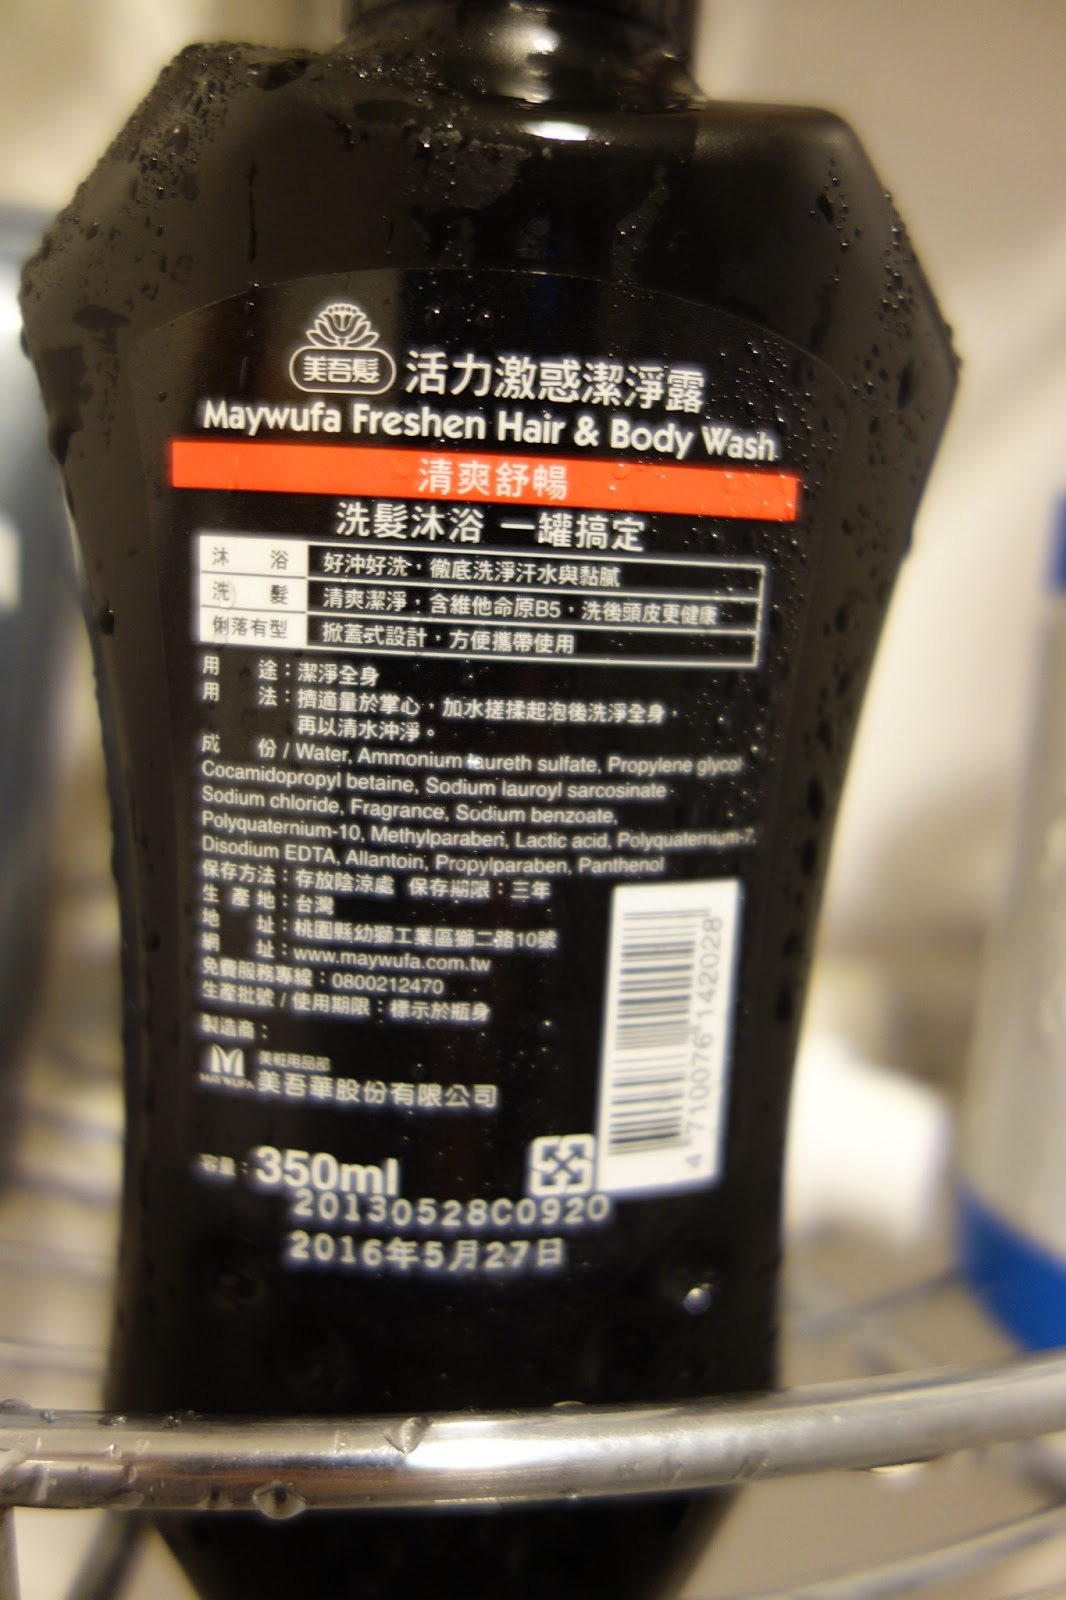 美吾髮
活力激惑潔淨露
Maywufa Freshen Hair & Body Wash
清爽舒暢
洗髮沐浴 一罐搞定
沐 浴 好沖好洗，徹底洗淨汗水與黏膩
洗 髮 清爽潔淨，含維他命原B5，洗後頭皮更健康
俐落有型 掀蓋式設計，方便攜帶使用
用 途：潔淨全身
用 法：擠適量於掌心，加水搓揉起泡後洗淨全身，
再以清水沖淨。
成 份 / Water, Ammonium laureth sulfate, Propylene glycol
Cocamidopropyl betaine, Sodium lauroyl sarcosinate
Sodium chloride, Fragrance, Sodium benzoate,
Polyquaternium-10, Methylparaben, Lactic acid, Polyquaternium-7,
Disodium EDTA, Allantoin, Propylparaben, Panthenol
保存方法：存放陰涼處 保存期限：三年
生 產 地：台灣
地 址：桃園縣幼獅工業區獅二路10號
網 址：www.maywufa.com.tw
免費服務專線：0800212470
生產批號 / 使用期限：標示於瓶身
製造商：
MAYWUFA
美粧用品部
美吾華股份有限公司
容量：350ml
20130528C0920
2016年5月27日
4 710076 142028